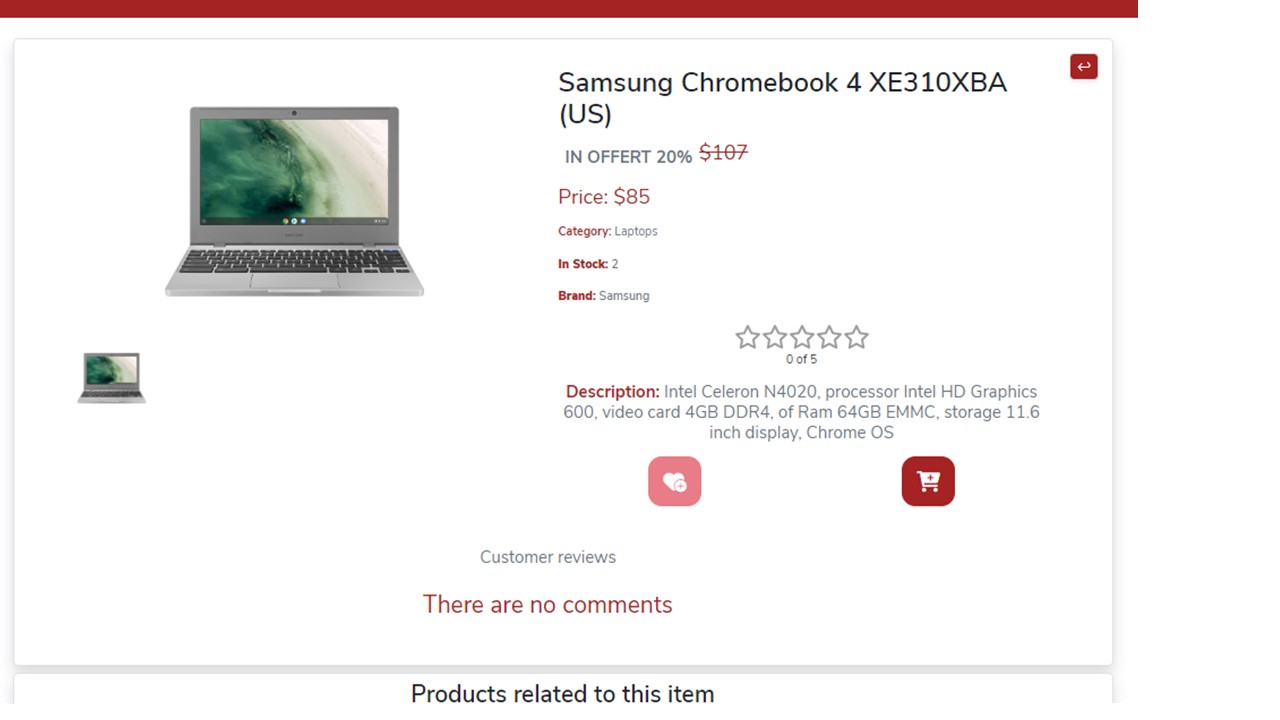 Samsung Chromebook 4 XE310XBA
(US)
IN OFFERT 20% $107
Price: $85
Category: Laptops
In Stock: 2
Brand: Samsung
0 of 5
Description: Intel Celeron N4020, processor Intel HD Graphics
600, video card 4GB DDR4, of Ram 64GB EMMC, storage 11.6
inch display, Chrome OS
Customer reviews
There are no comments
Products related to this item